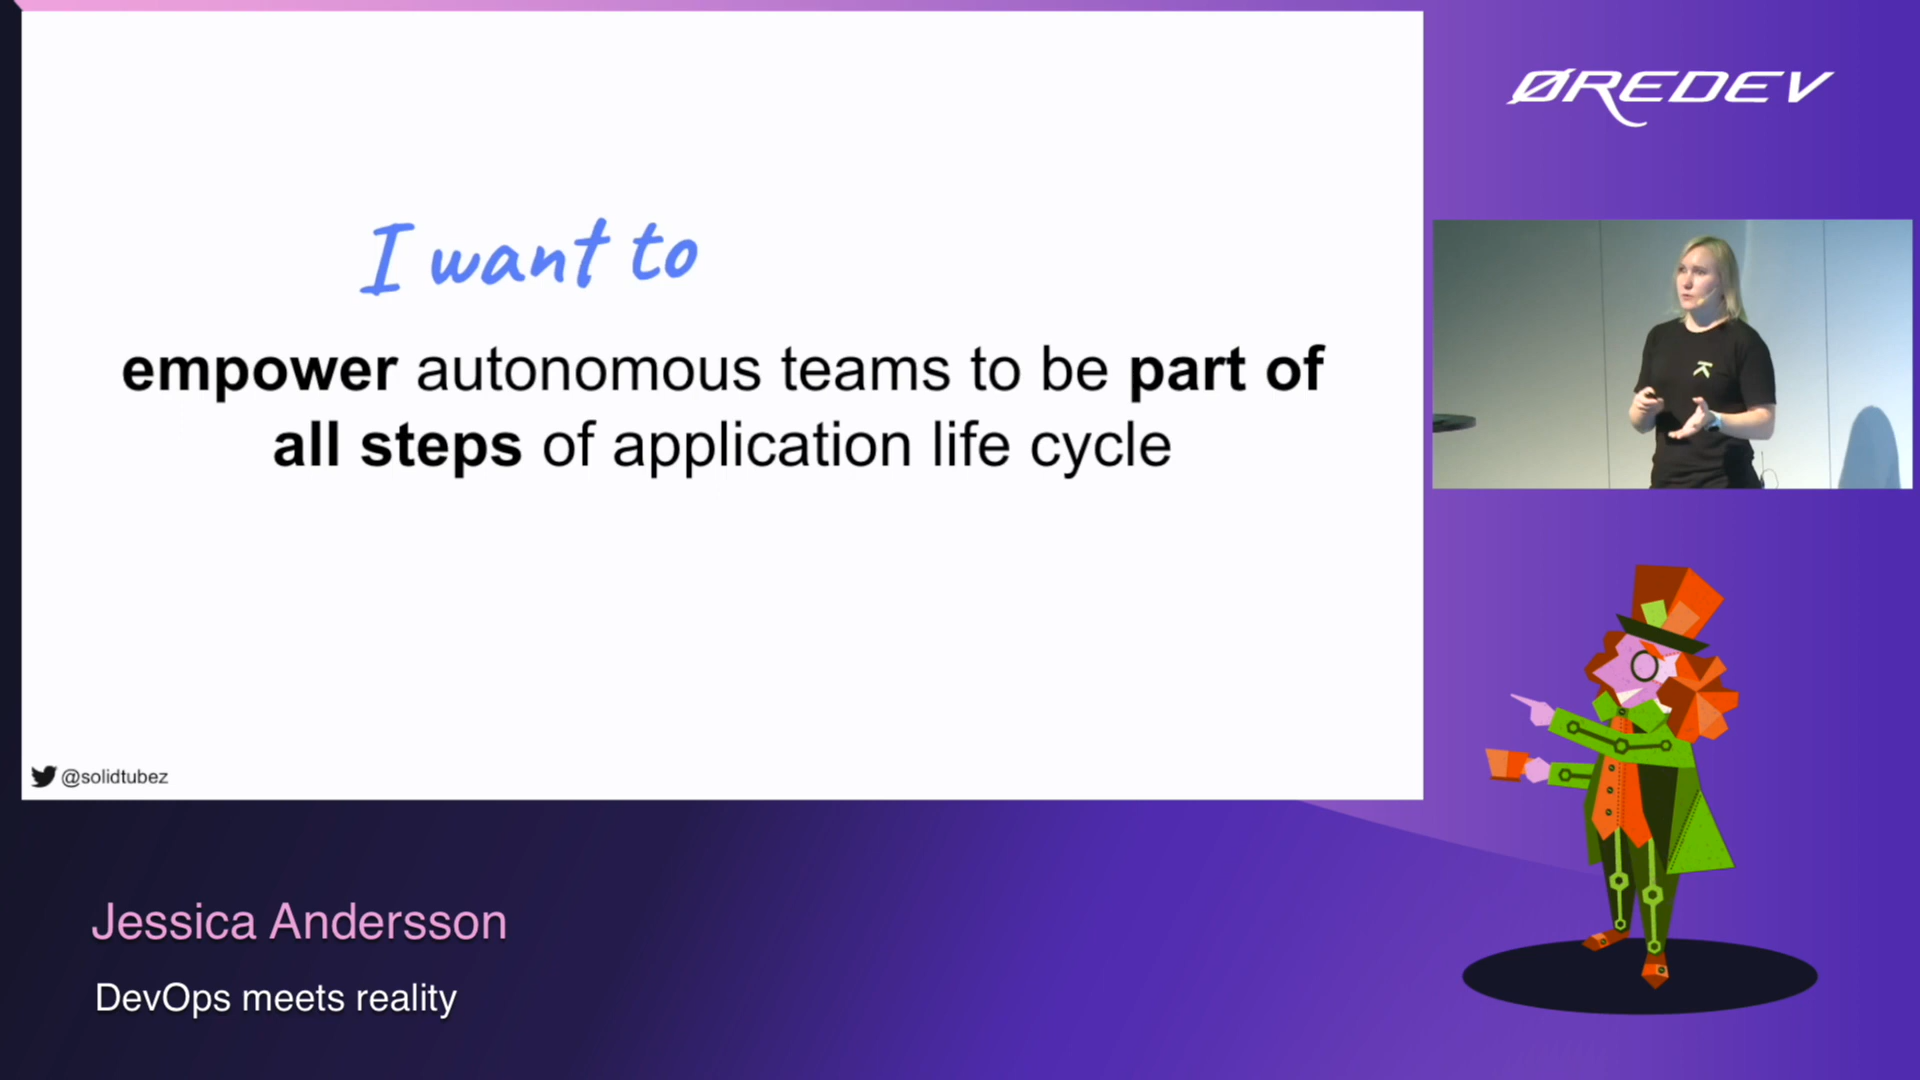 ØREDEV
I want to
empower autonomous teams to be part of
all steps of application life cycle
@solidtubez
Jessica Andersson
DevOps meets reality